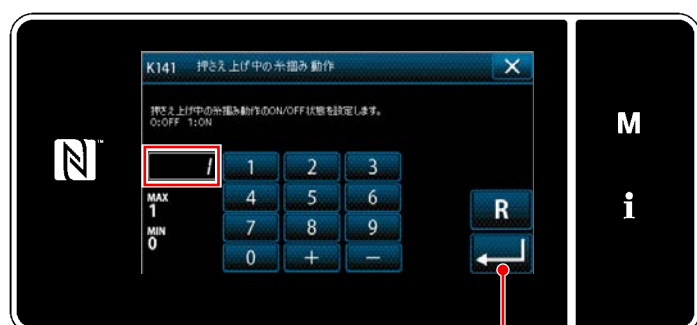 K141 押さえ上げ中の糸掴み動作
押さえ上げ中の糸掴み動作のON/OFF状態を設定します。
0:OFF 1:ON
1
1 2 3
MAX
1
4 5 6
R
MIN
0
7 8 9
0 + −
M
i
N